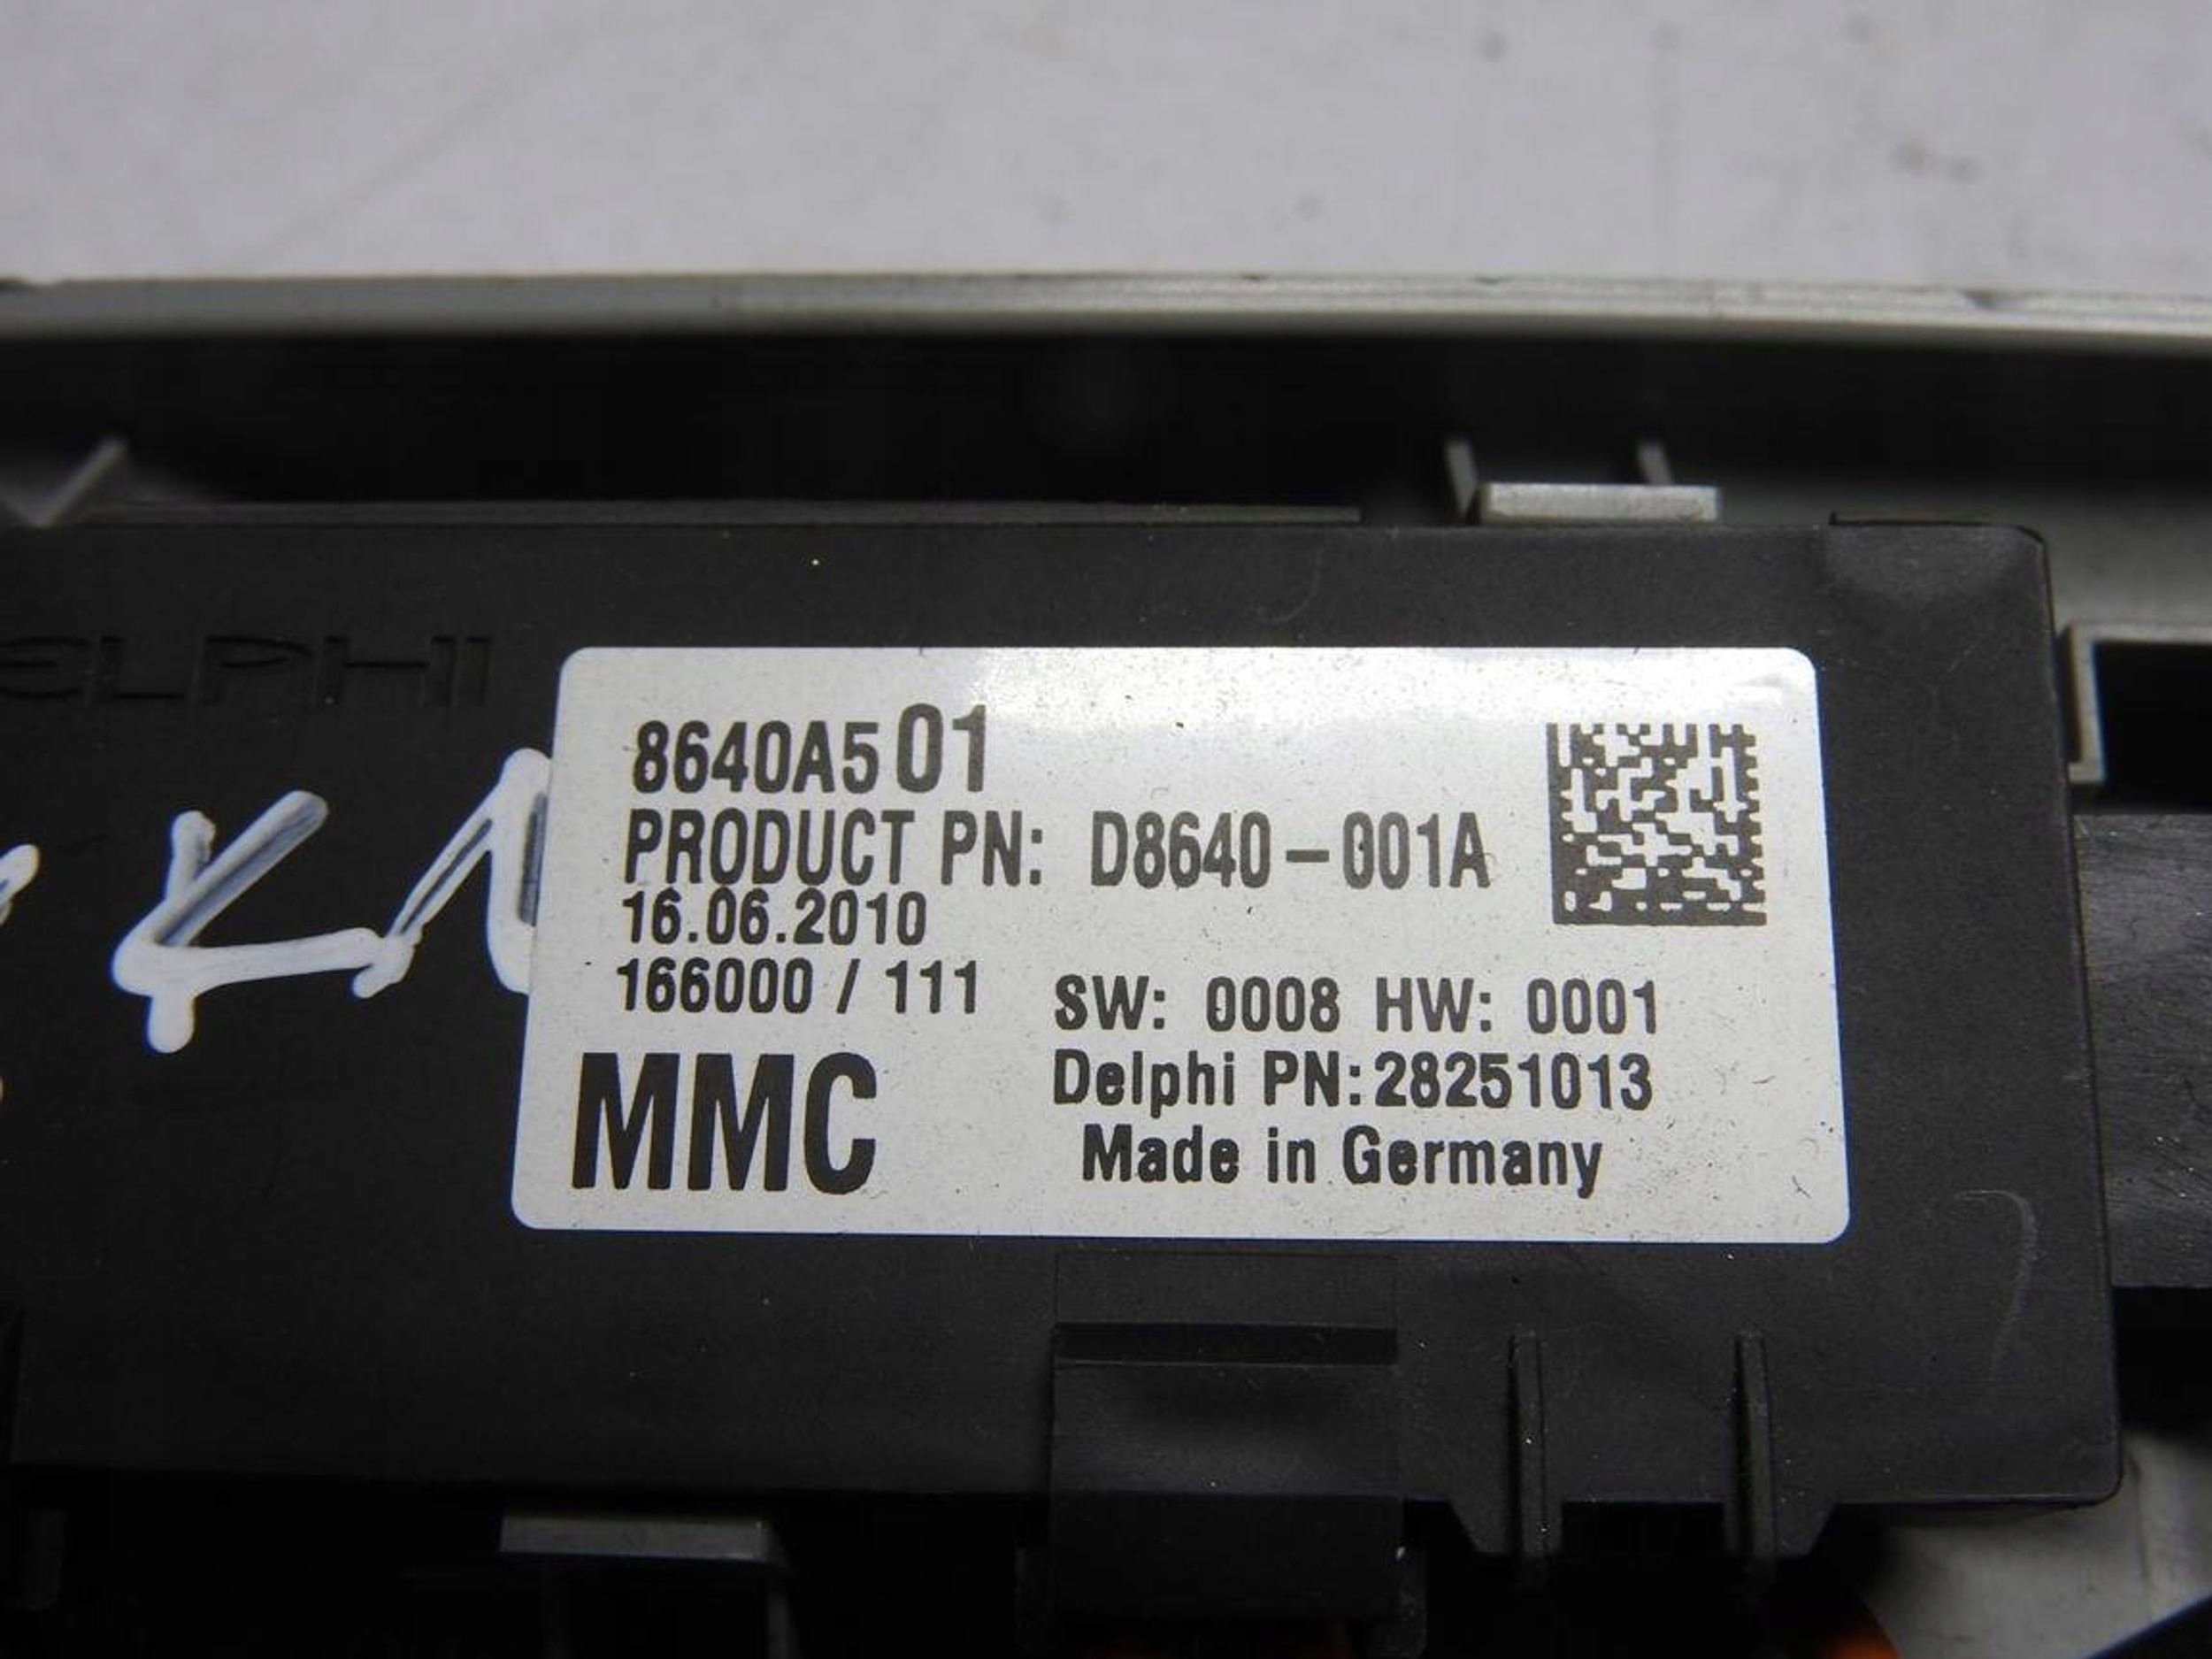 ELPHI
8640A501
PRODUCT PN: D8640-001A
16.06.2010
166000 / 111
SW: 0008 HW: 0001
Delphi PN:28251013
MMC
Made in Germany